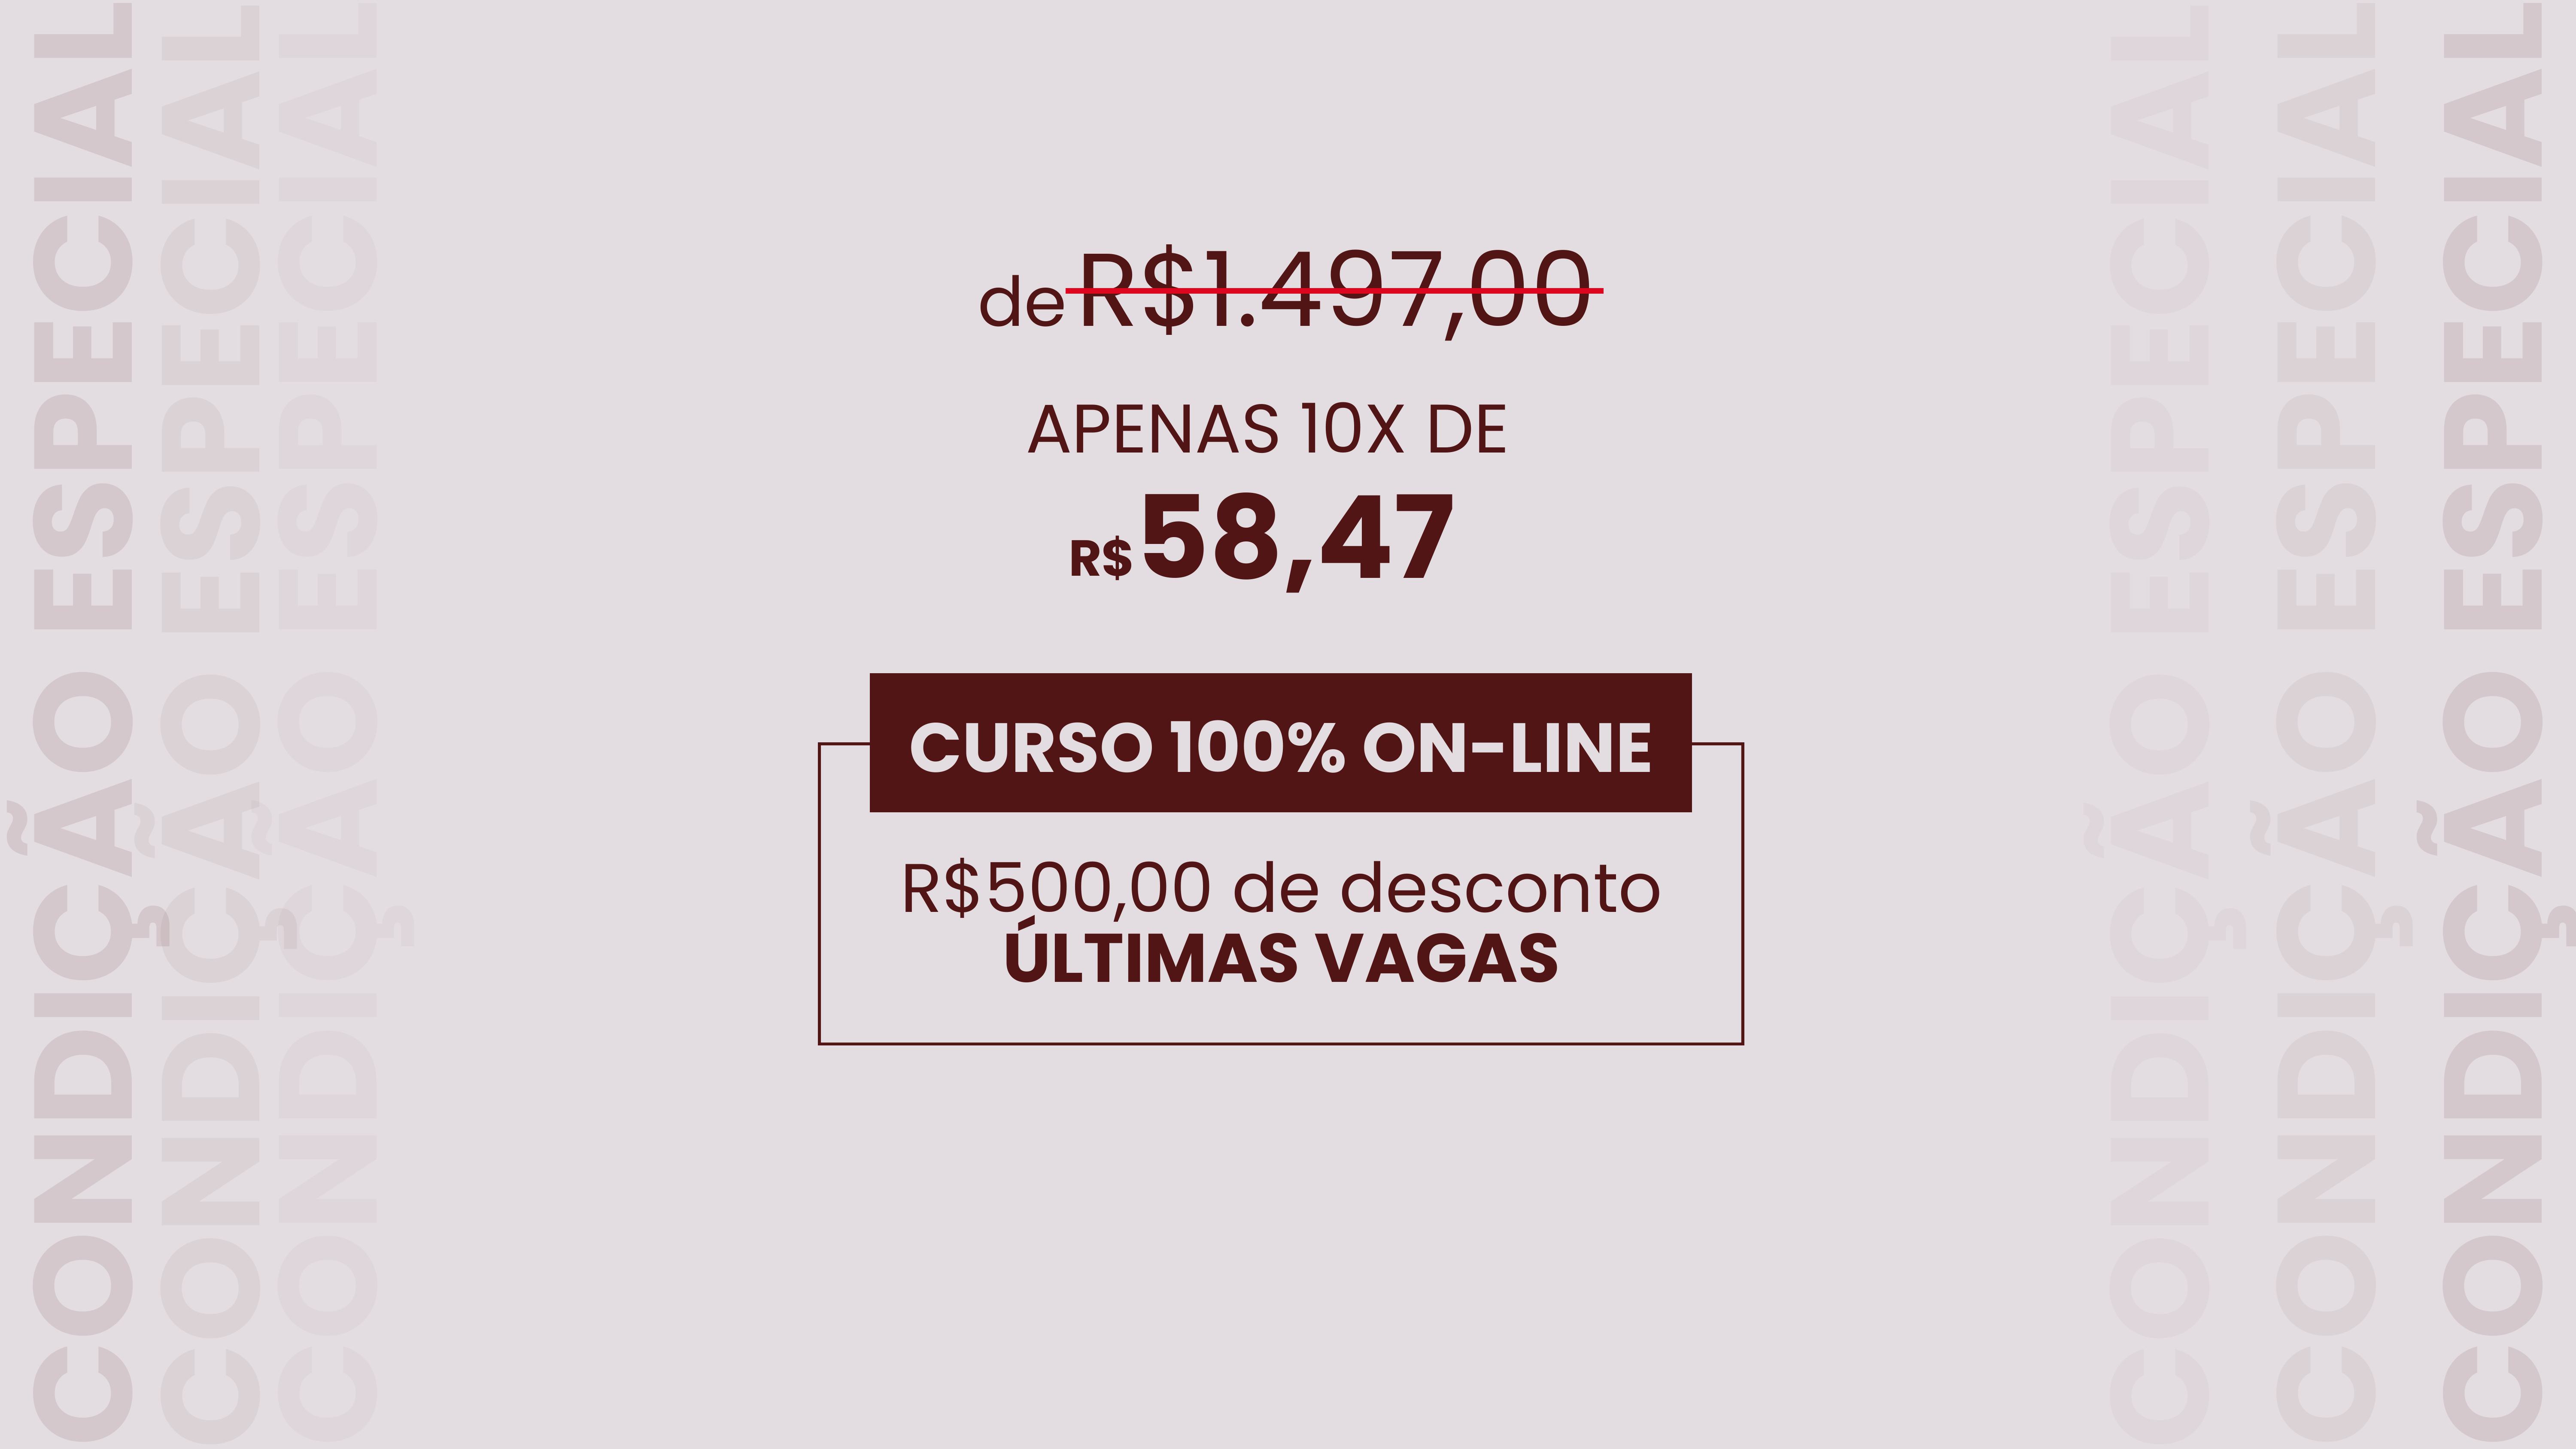 CONDIÇÃO ESPECIAL
CONDIÇÃO ESPECIAL
CONDIÇÃO ESPECIAL
de R$1.497,00
APENAS 10X DE
R$ 58,47
CURSO 100% ON-LINE
R$500,00 de desconto
ÚLTIMAS VAGAS
CONDIÇÃO ESPECIAL
CONDIÇÃO ESPECIAL
CONDIÇÃO ESPECIAL